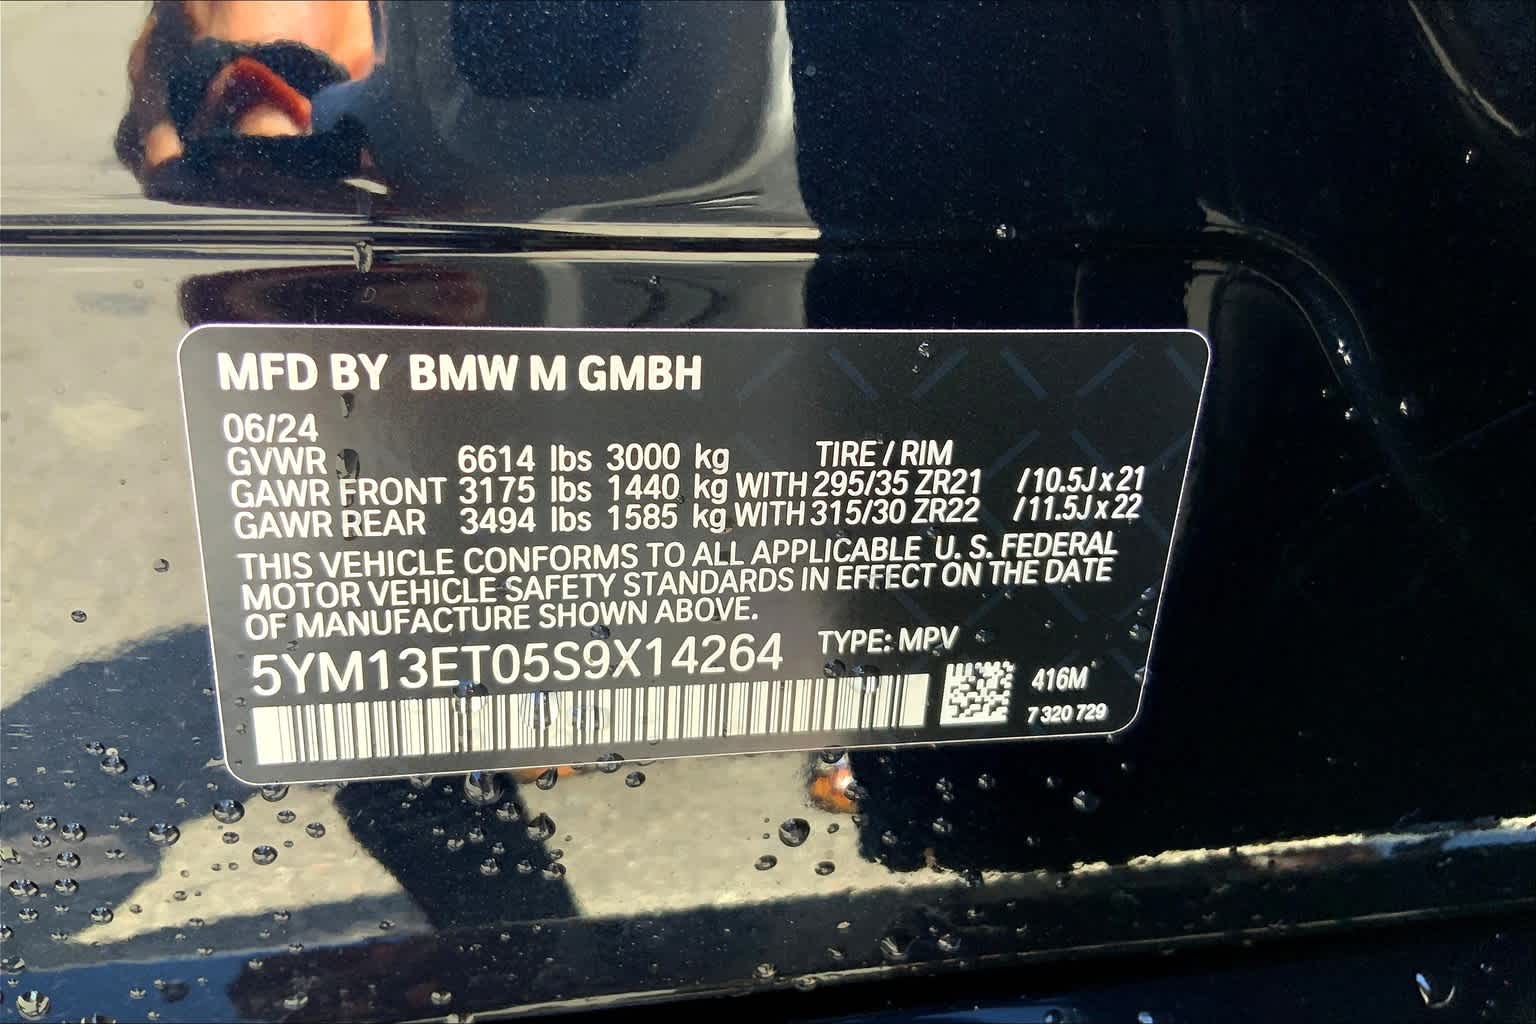 MFD BY BMW M GMBH
06/24
GVWR 6614 lbs 3000 kg TIRE / RIM
GAWR FRONT 3175 lbs 1440 kg WITH 295/35 ZR21 /10.5J x 21
GAWR REAR 3494 lbs 1585 kg WITH 315/30 ZR22 /11.5J x 22
THIS VEHICLE CONFORMS TO ALL APPLICABLE U. S. FEDERAL
MOTOR VEHICLE SAFETY STANDARDS IN EFFECT ON THE DATE
OF MANUFACTURE SHOWN ABOVE.
5YM13ET05S9X14264 TYPE: MPV
416M
7 320 729